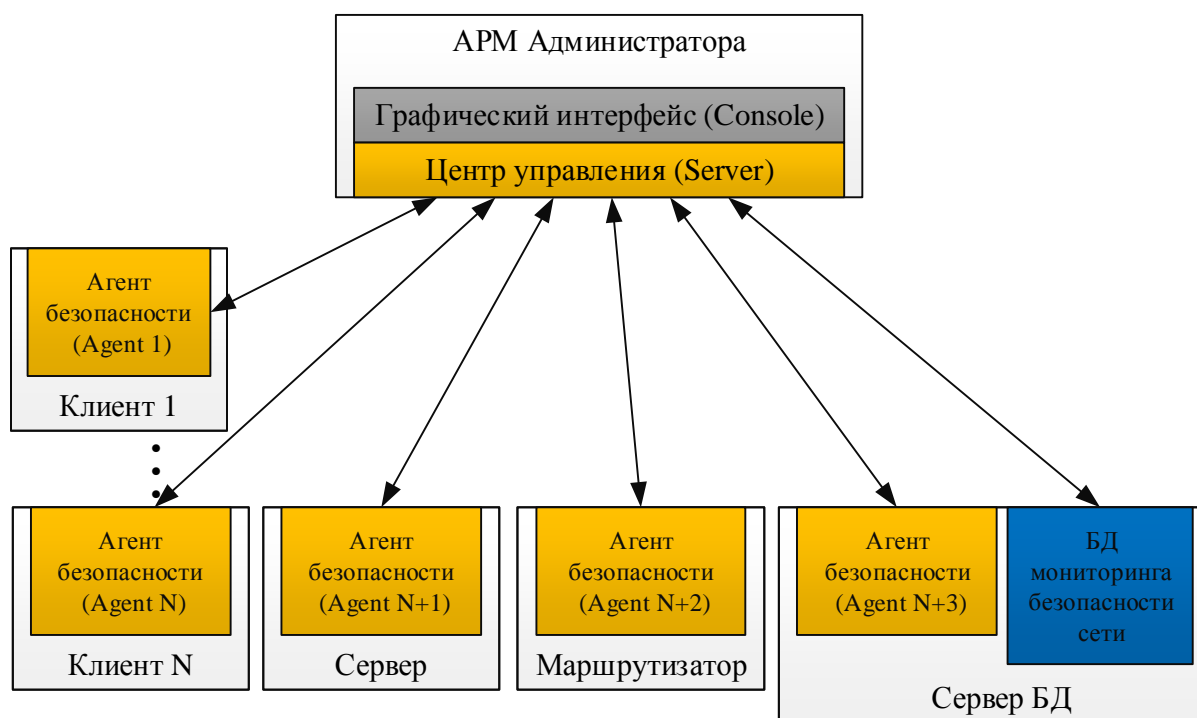 АРМ Администратора
Графический интерфейс (Console)
Центр управления (Server)
Агент
безопасности
(Agent 1)
Клиент 1
Агент
безопасности
(Agent N)
Клиент N
Агент
безопасности
(Agent N+1)
Сервер
Агент
безопасности
(Agent N+2)
Маршрутизатор
Агент
безопасности
(Agent N+3)
БД
мониторинга
безопасности
сети
Сервер БД